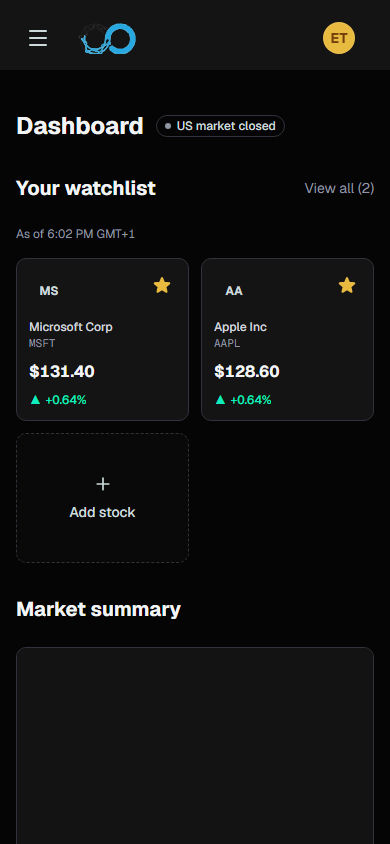 ET
Dashboard
US market closed
Your watchlist
View all (2)
As of 6:02 PM GMT+1
MS
Microsoft Corp
MSFT
$131.40
▲ +0.64%
AA
Apple Inc
AAPL
$128.60
▲ +0.64%
Add stock
Market summary